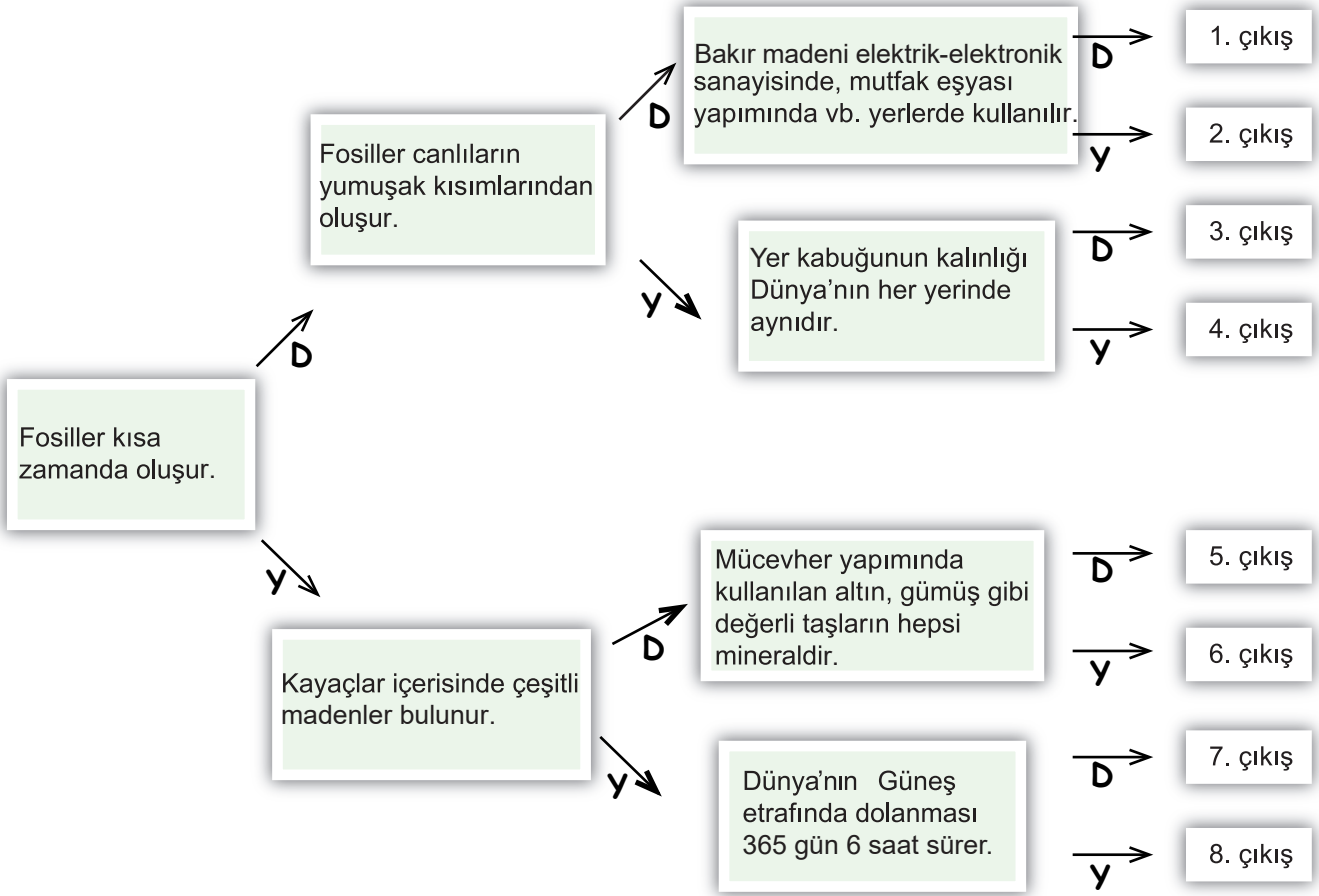 Fosiller kısa
zamanda oluşur.
D
Y
Fosiller canlıların
yumuşak kısımlarından
oluşur.
D
Y
Bakır madeni elektrik-elektronik
sanayisinde, mutfak eşyası
yapımında vb. yerlerde kullanılır.
D
1. çıkış
Y
2. çıkış
Yer kabuğunun kalınlığı
Dünya’nın her yerinde
aynıdır.
D
3. çıkış
Y
4. çıkış
Kayaçlar içerisinde çeşitli
madenler bulunur.
D
Y
Mücevher yapımında
kullanılan altın, gümüş gibi
değerli taşların hepsi
mineraldir.
D
5. çıkış
Y
6. çıkış
Dünya’nın Güneş
etrafında dolanması
365 gün 6 saat sürer.
D
7. çıkış
Y
8. çıkış